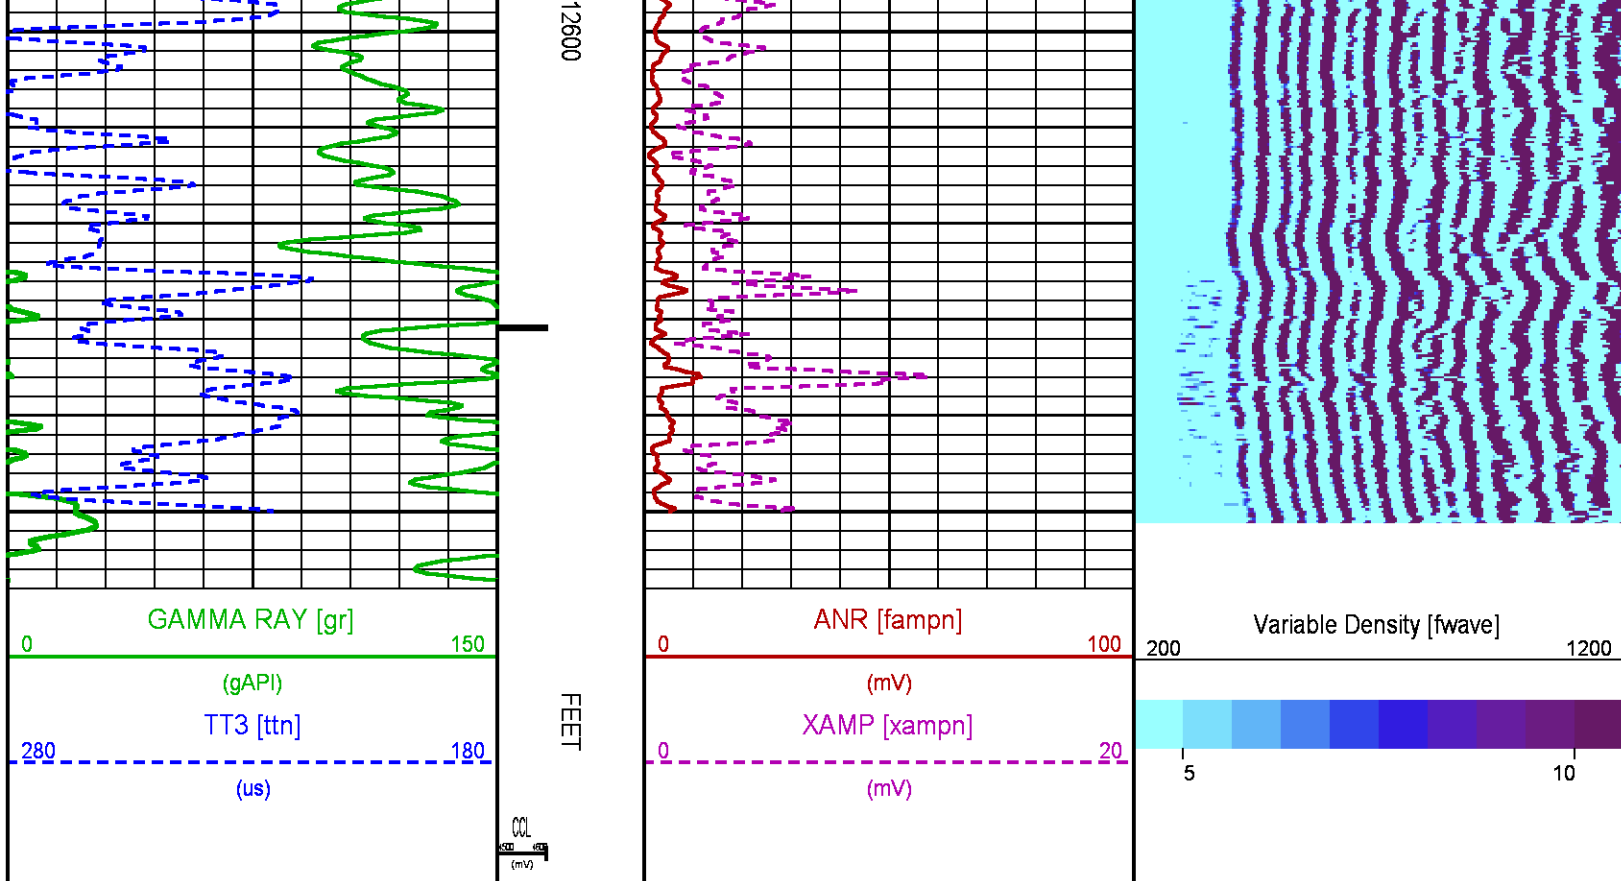 12600
GAMMA RAY [gr]
0 150
(gAPI)
TT3 [ttn]
280 180
(us)
FEET
CCL
(mV)
ANR [fampn]
0 100
(mV)
XAMP [xampn]
0 20
(mV)
Variable Density [fwave]
200 1200
5 10